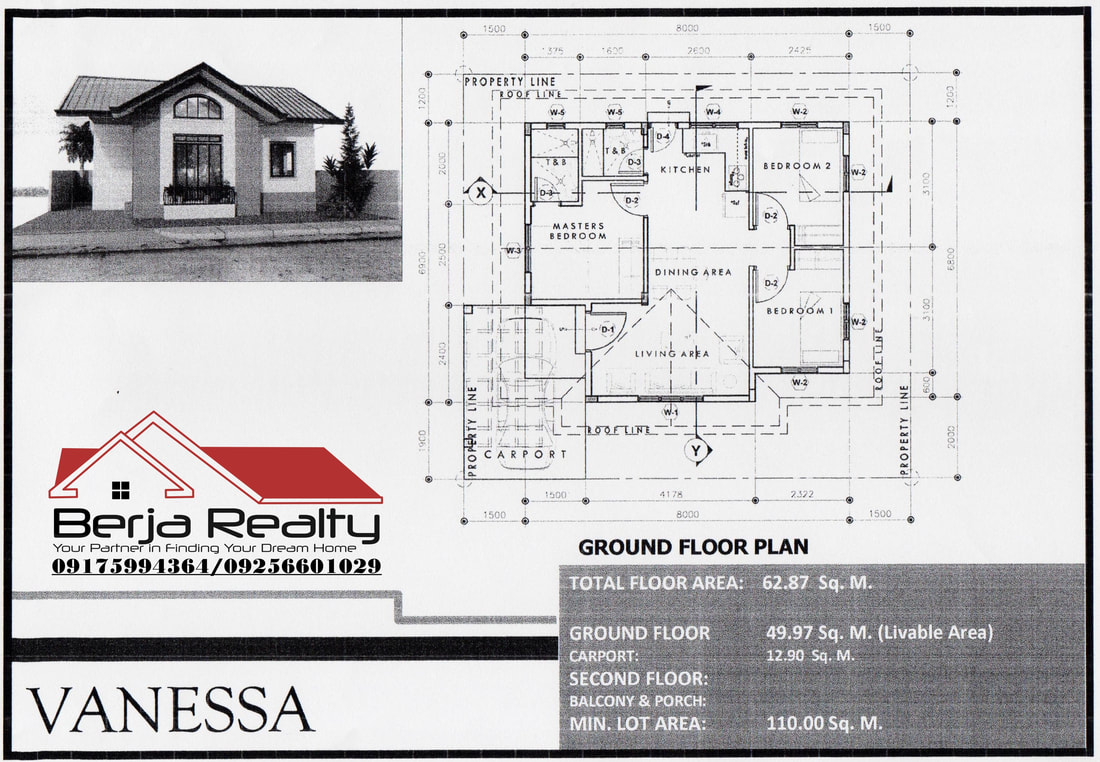 1500
8000
1500
1375
1600
2600
2425
PROPERTY LINE
ROOF LINE
1200
1200
W-5
W-5
W-4
W-2
T&B
T&B
D-3
D-4
D-3
KITCHEN
BEDROOM 2
W-2
2000
3100
X
D-2
D-2
MASTERS
BEDROOM
W-3
6900
2500
6800
DINING AREA
D-2
BEDROOM 1
W-2
3100
D-1
LIVING AREA
2400
W-2
ROOF LINE
600
W-1
ROOF LINE
PROPERTY LINE
PROPERTY LINE
CARPORT
Y
1900
2000
1500
4178
2322
1500
8000
1500
Berja Realty
Your Partner in Finding Your Dream Home
09175994364/09256601029
GROUND FLOOR PLAN
TOTAL FLOOR AREA: 62.87 Sq. M.
GROUND FLOOR 49.97 Sq. M. (Livable Area)
CARPORT: 12.90 Sq. M.
SECOND FLOOR:
BALCONY & PORCH:
MIN. LOT AREA: 110.00 Sq. M.
VANESSA